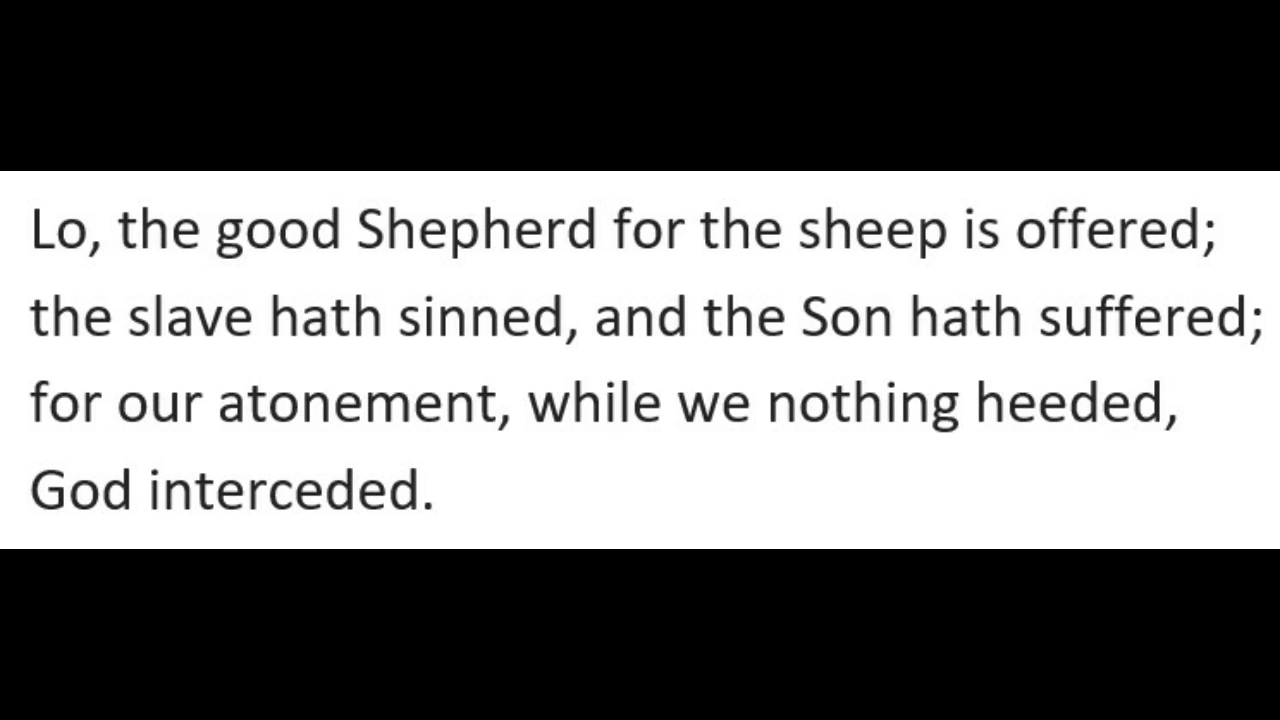 Lo, the good Shepherd for the sheep is offered;
the slave hath sinned, and the Son hath suffered;
for our atonement, while we nothing heeded,
God interceded.